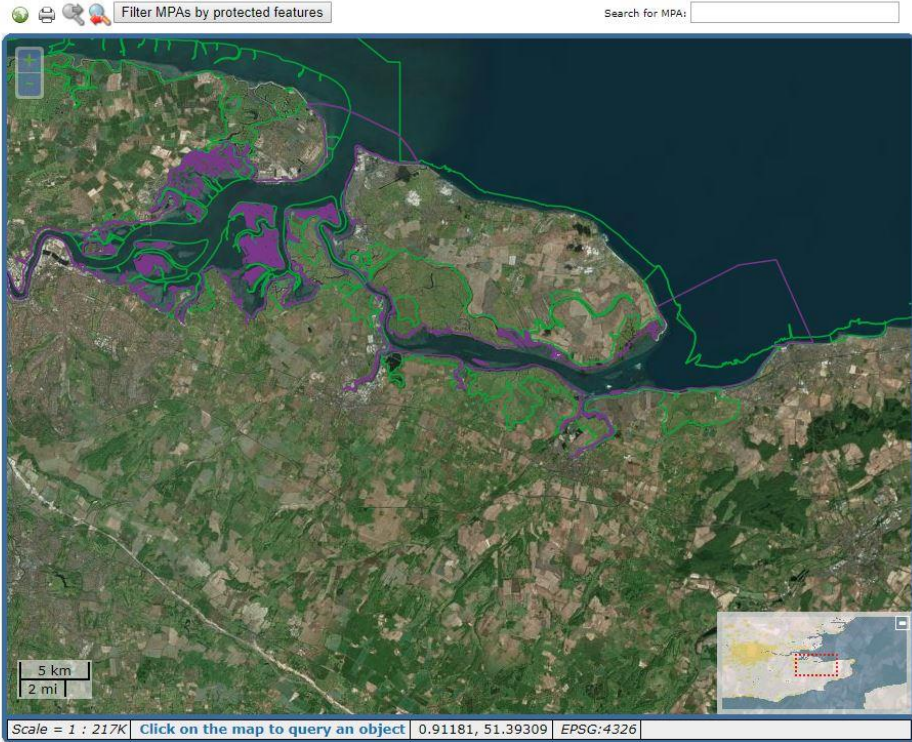 Filter MPAs by protected features
Search for MPA:
+
-
5 km
2 mi
Scale = 1 : 217K Click on the map to query an object 0.91181, 51.39309 EPSG:4326